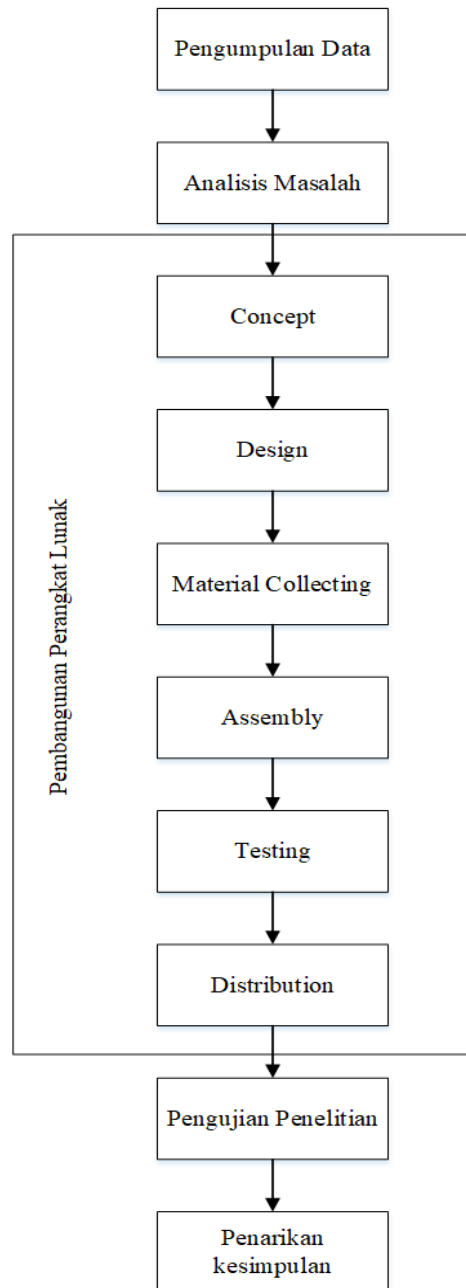 Pengumpulan Data
Analisis Masalah
Pembangunan Perangkat Lunak
Concept
Design
Material Collecting
Assembly
Testing
Distribution
Pengujian Penelitian
Penarikan
kesimpulan